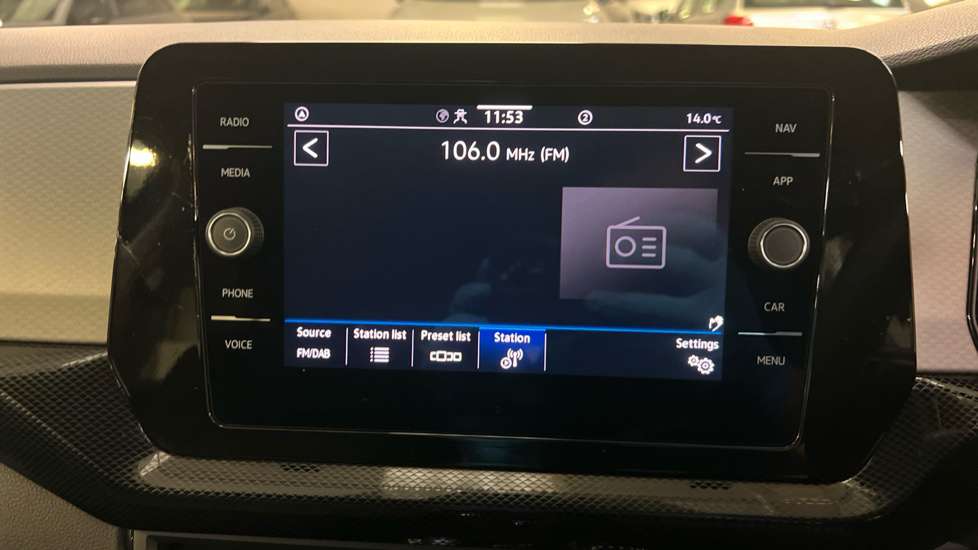 RADIO
MEDIA
PHONE
VOICE
11:53
2
14.0°C
106.0 MHz (FM)
Source
FM/DAB
Station list
Preset list
Station
Settings
NAV
APP
CAR
MENU